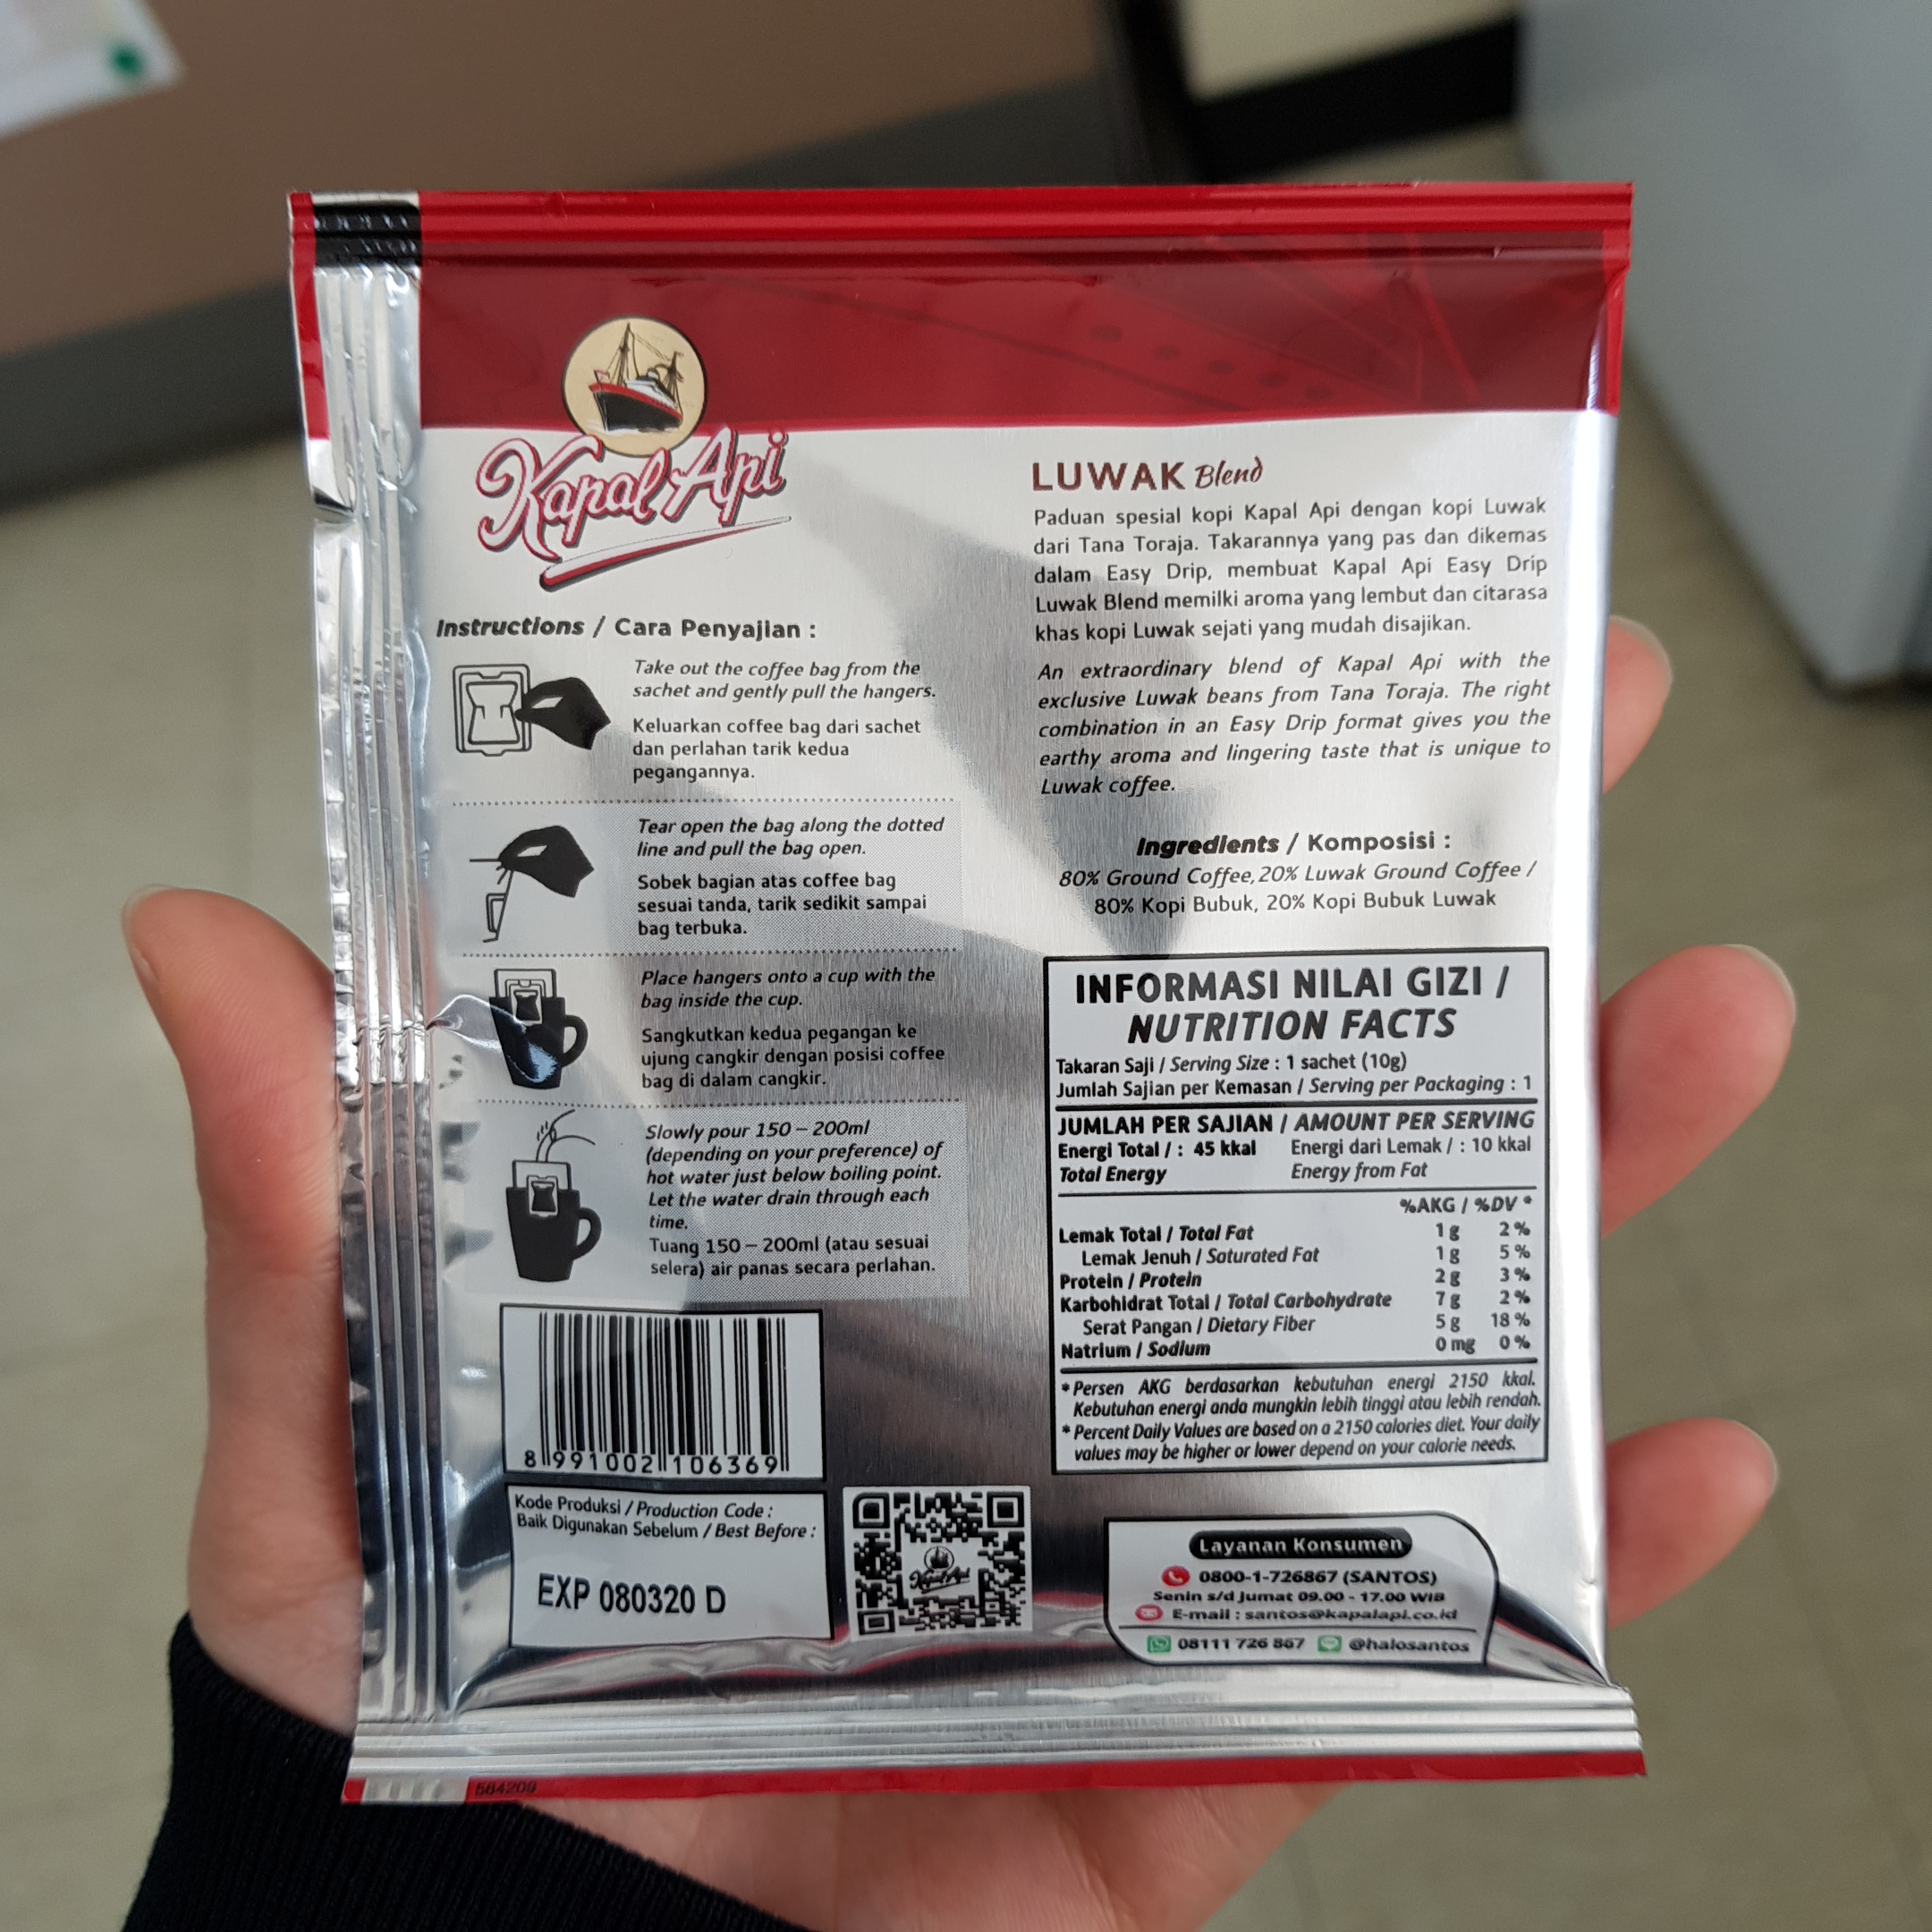 Kapal Api
Instructions / Cara Penyajian :
Take out the coffee bag from the
sachet and gently pull the hangers.
Keluarkan coffee bag dari sachet
dan perlahan tarik kedua
pegangannya.
Tear open the bag along the dotted
line and pull the bag open.
Sobek bagian atas coffee bag
sesuai tanda, tarik sedikit sampai
bag terbuka.
Place hangers onto a cup with the
bag inside the cup.
Sangkutkan kedua pegangan ke
ujung cangkir dengan posisi coffee
bag di dalam cangkir.
Slowly pour 150 – 200ml
(depending on your preference) of
hot water just below boiling point.
Let the water drain through each
time.
Tuang 150 – 200ml (atau sesuai
selera) air panas secara perlahan.
8 991002 106369
Kode Produksi / Production Code :
Baik Digunakan Sebelum / Best Before :
EXP 080320 D
Kapal Api
LUWAK Blend
Paduan spesial kopi Kapal Api dengan kopi Luwak
dari Tana Toraja. Takarannya yang pas dan dikemas
dalam Easy Drip, membuat Kapal Api Easy Drip
Luwak Blend memilki aroma yang lembut dan citarasa
khas kopi Luwak sejati yang mudah disajikan.
An extraordinary blend of Kapal Api with the
exclusive Luwak beans from Tana Toraja. The right
combination in an Easy Drip format gives you the
earthy aroma and lingering taste that is unique to
Luwak coffee.
Ingredients / Komposisi :
80% Ground Coffee, 20% Luwak Ground Coffee /
80% Kopi Bubuk, 20% Kopi Bubuk Luwak
INFORMASI NILAI GIZI /
NUTRITION FACTS
Takaran Saji / Serving Size : 1 sachet (10g)
Jumlah Sajian per Kemasan / Serving per Packaging : 1
JUMLAH PER SAJIAN / AMOUNT PER SERVING
Energi Total / : 45 kkal Energi dari Lemak / : 10 kkal
Total Energy Energy from Fat
%AKG / %DV *
Lemak Total / Total Fat 1 g 2 %
Lemak Jenuh / Saturated Fat 1 g 5 %
Protein / Protein 2 g 3 %
Karbohidrat Total / Total Carbohydrate 7 g 2 %
Serat Pangan / Dietary Fiber 5 g 18 %
Natrium / Sodium 0 mg 0 %
* Persen AKG berdasarkan kebutuhan energi 2150 kkal.
Kebutuhan energi anda mungkin lebih tinggi atau lebih rendah.
* Percent Daily Values are based on a 2150 calories diet. Your daily
values may be higher or lower depend on your calorie needs.
Layanan Konsumen
0800-1-726867 (SANTOS)
Senin s/d Jumat 09.00 - 17.00 WIB
E-mail : santos@kapalapi.co.id
08111 726 867 @halosantos
564209